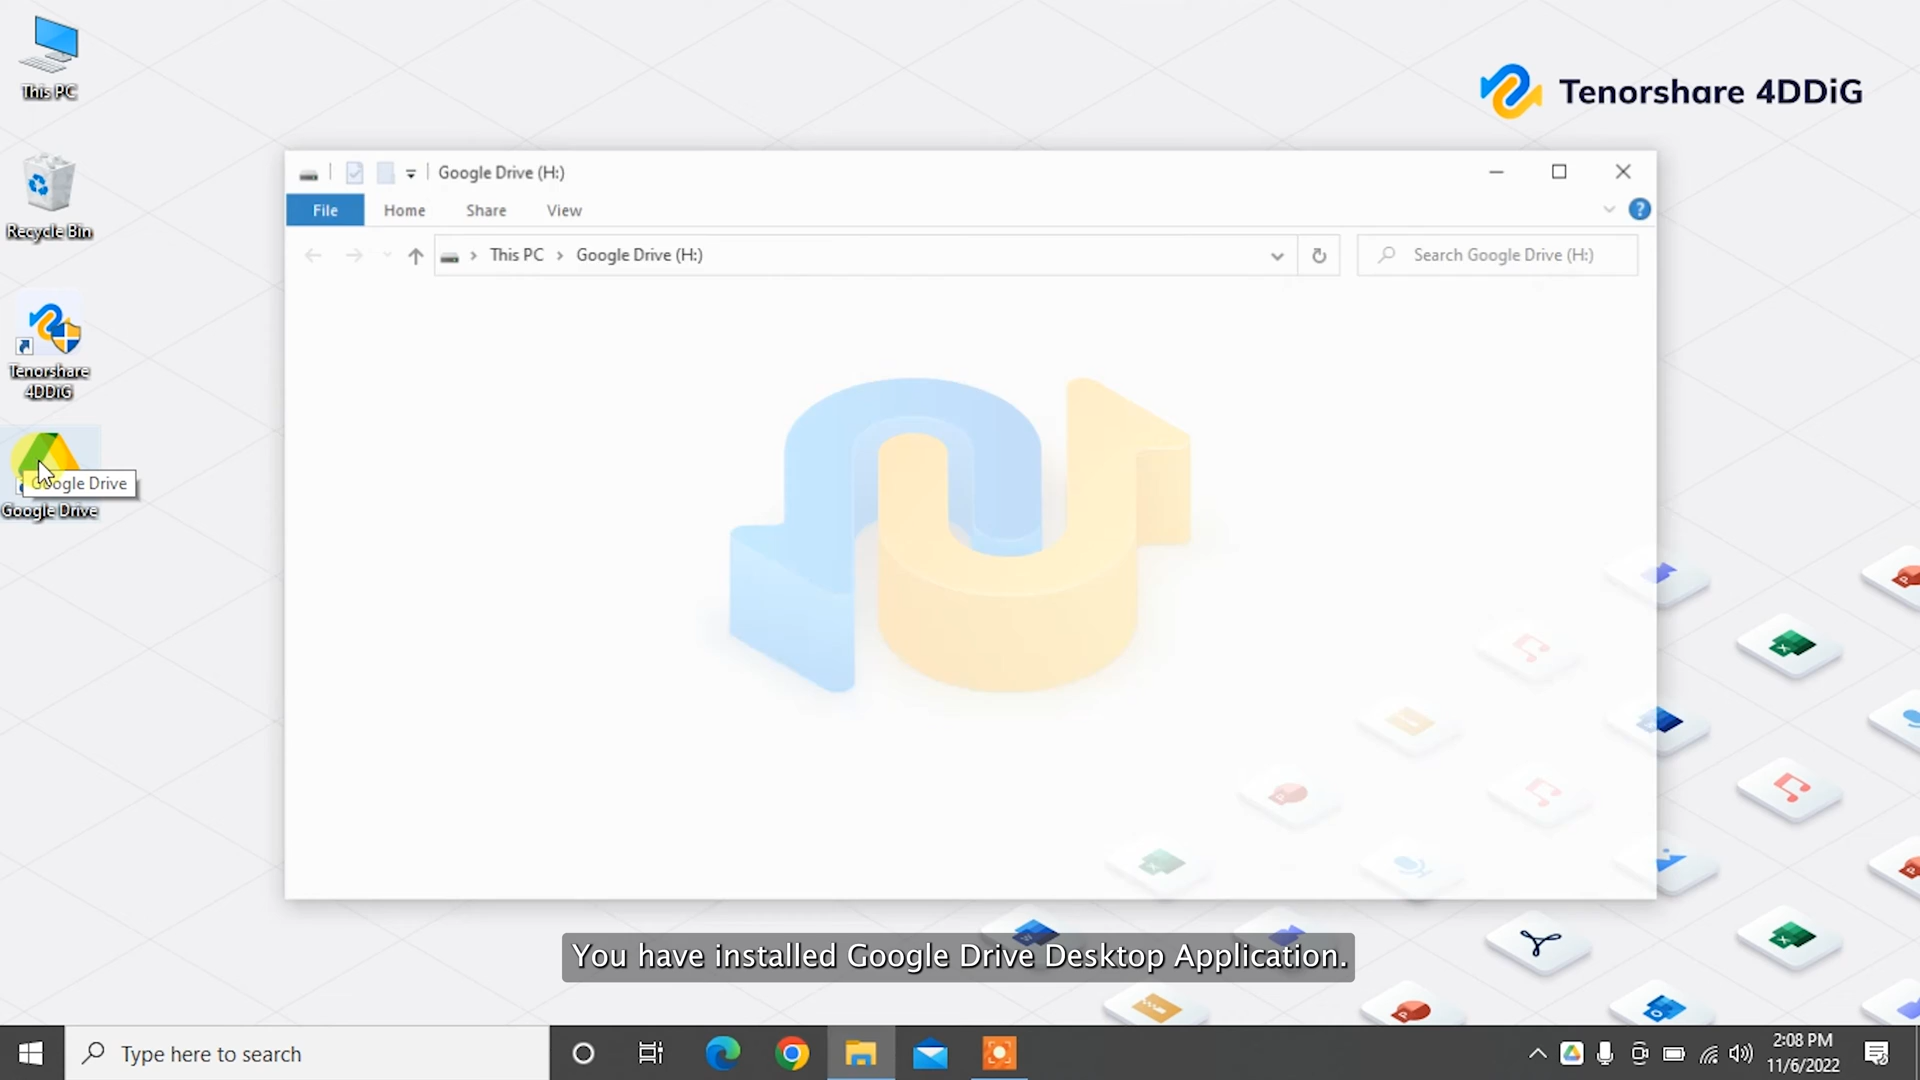 This PC
Tenorshare 4DDiG
Google Drive (H:)
File Home Share View
?
Recycle Bin
This PC Google Drive (H:)
Search Google Drive (H:)
Tenorshare
4DDiG
Google Drive
Google Drive
You have installed Google Drive Desktop Application.
Type here to search
2:08 PM
11/6/2022